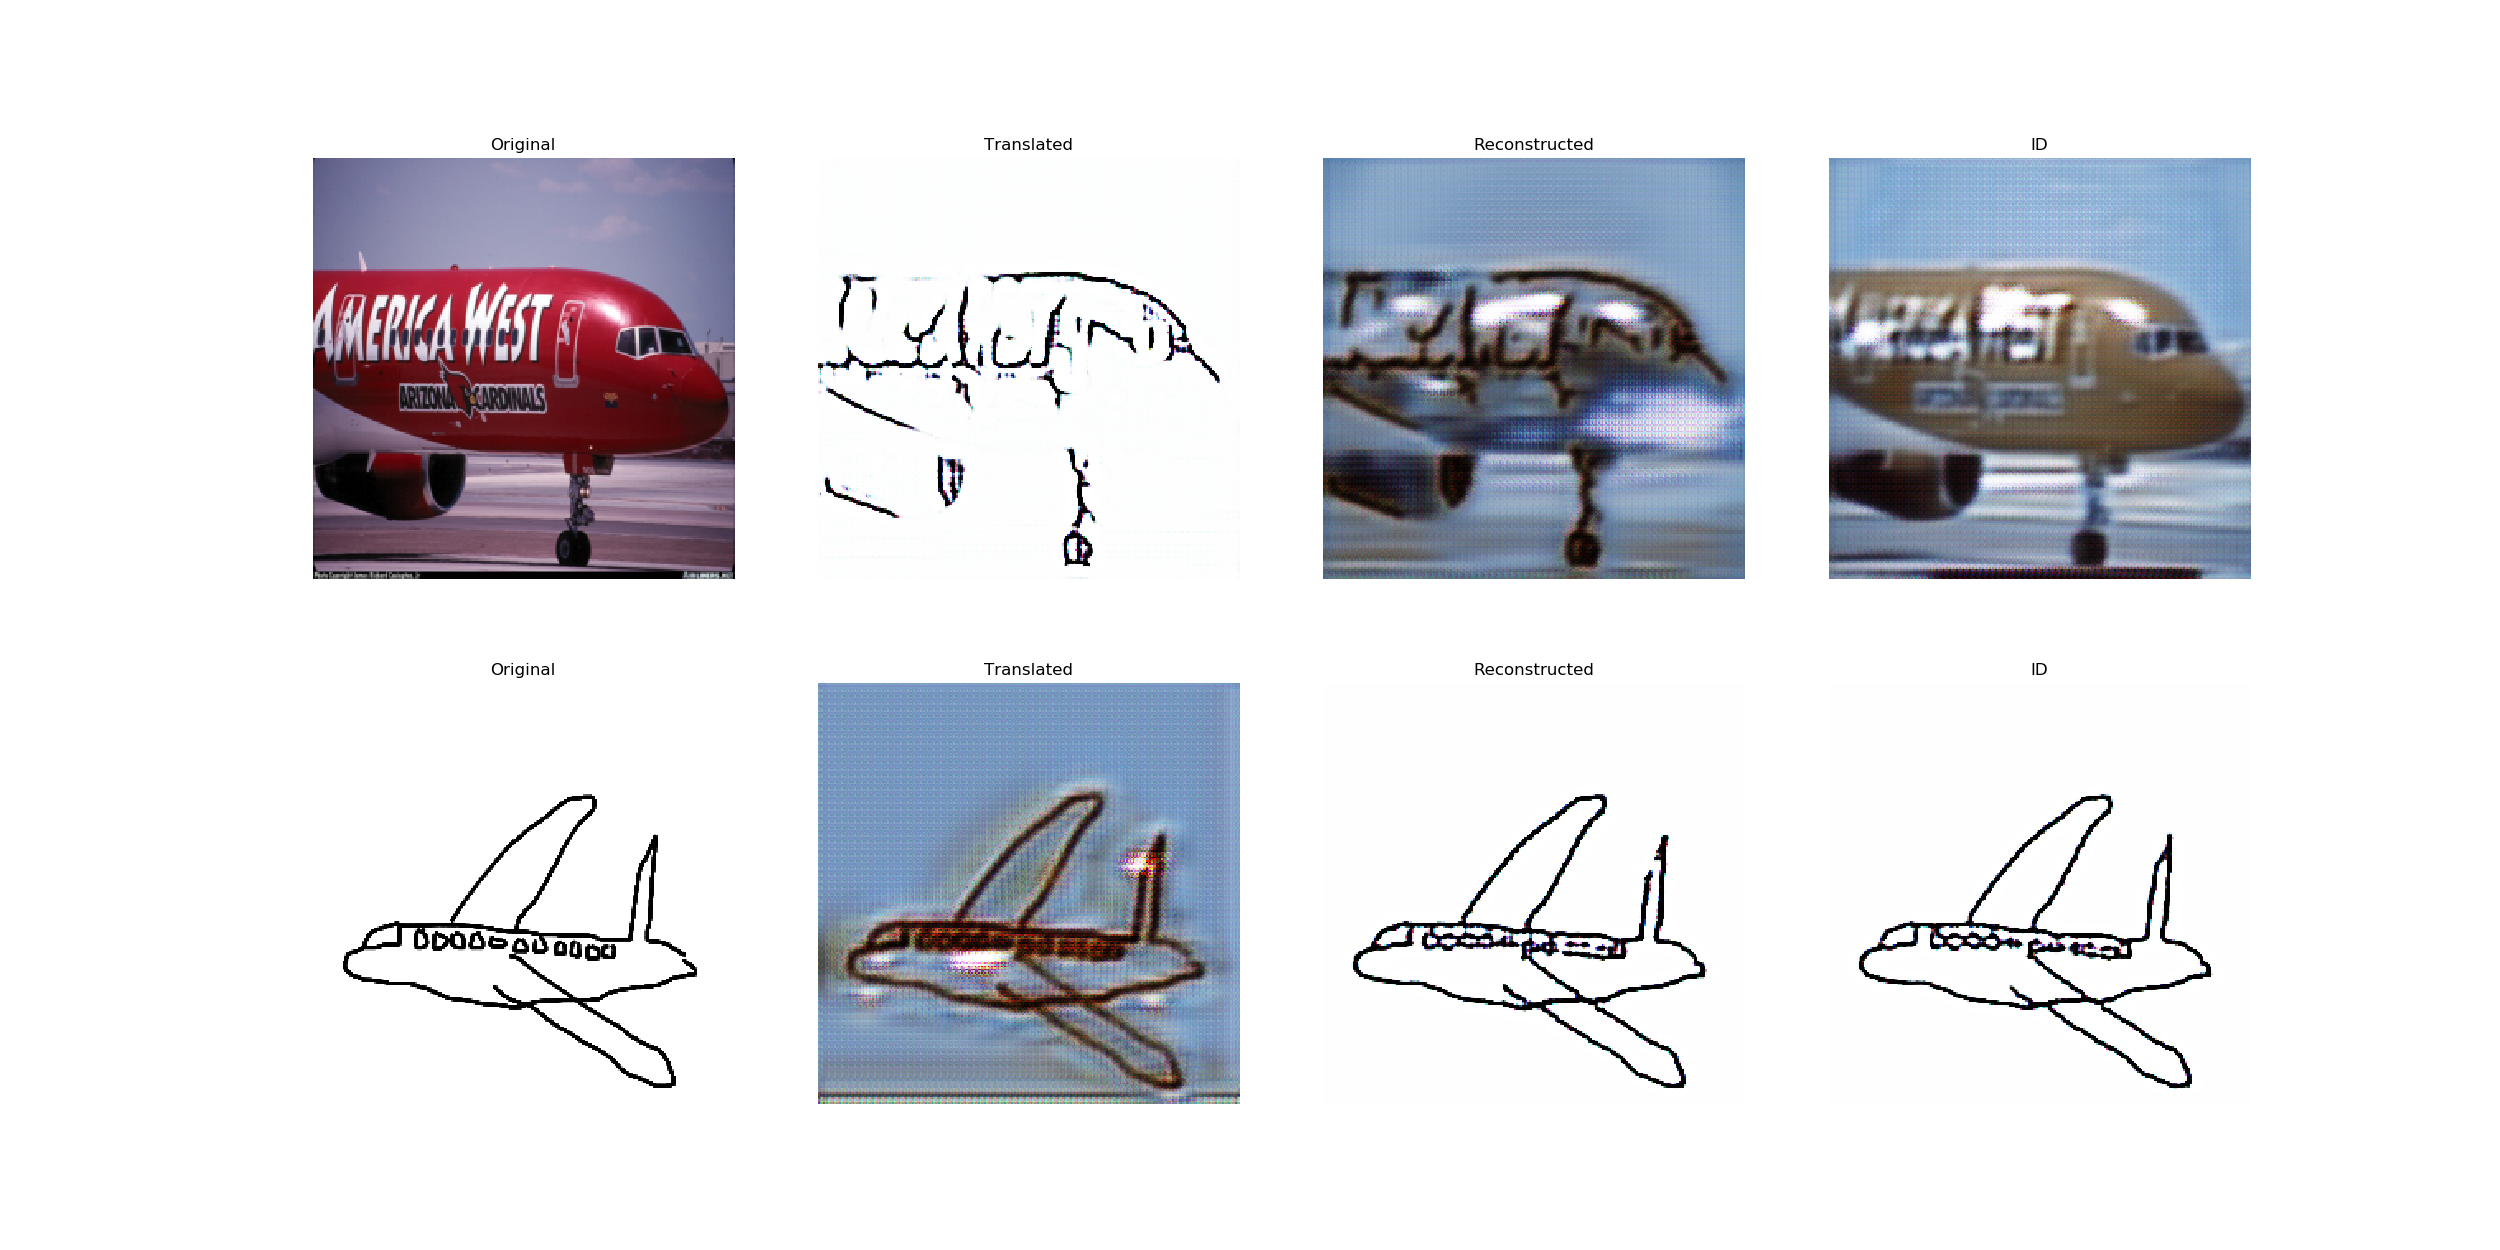 Original
Translated
Reconstructed
ID
AMERICA WEST
ARIZONA CARDINALS
Original
Translated
Reconstructed
ID